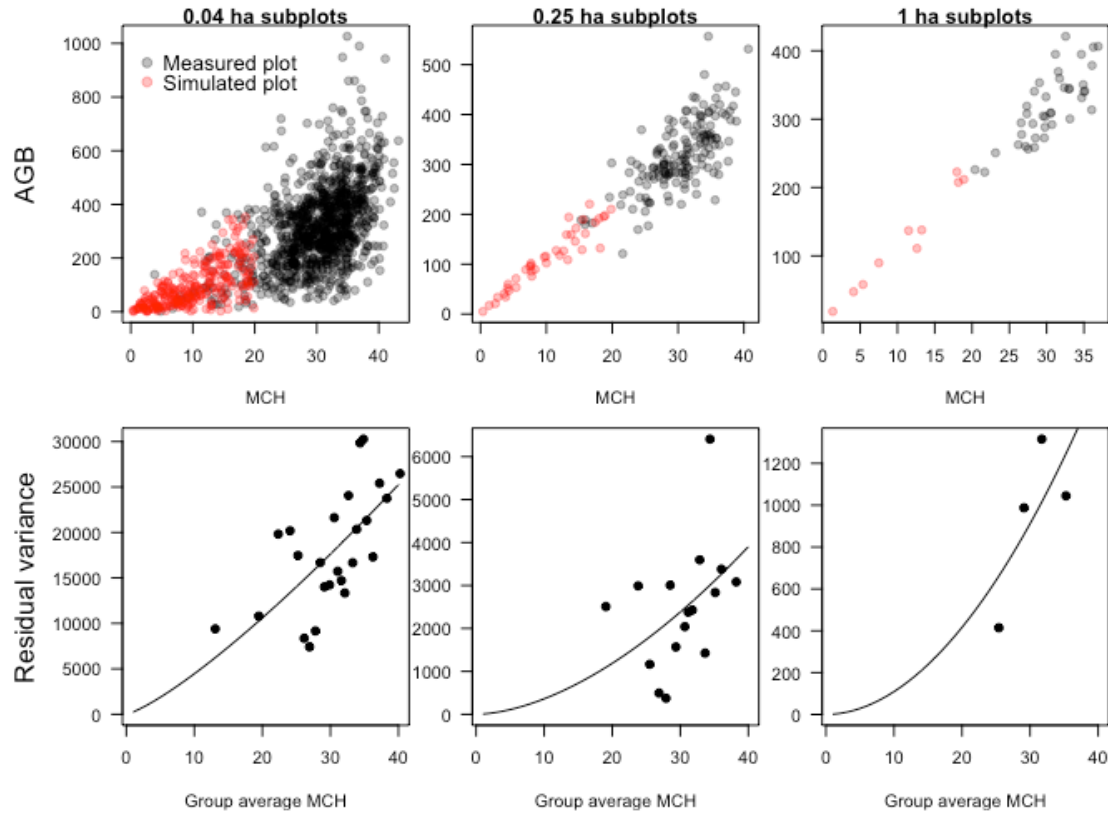 0.04 ha subplots 0.25 ha subplots 1 ha subplots
AGB
1000
800
600
400
200
0
Measured plot
Simulated plot
0 10 20 30 40
MCH
500
400
300
200
100
0
0 10 20 30 40
MCH
400
300
200
100
0 5 10 15 20 25 30 35
MCH
Residual variance
30000
25000
20000
15000
10000
5000
0
0 10 20 30 40
Group average MCH
6000
5000
4000
3000
2000
1000
0
0 10 20 30 40
Group average MCH
1200
1000
800
600
400
200
0
0 10 20 30 40
Group average MCH